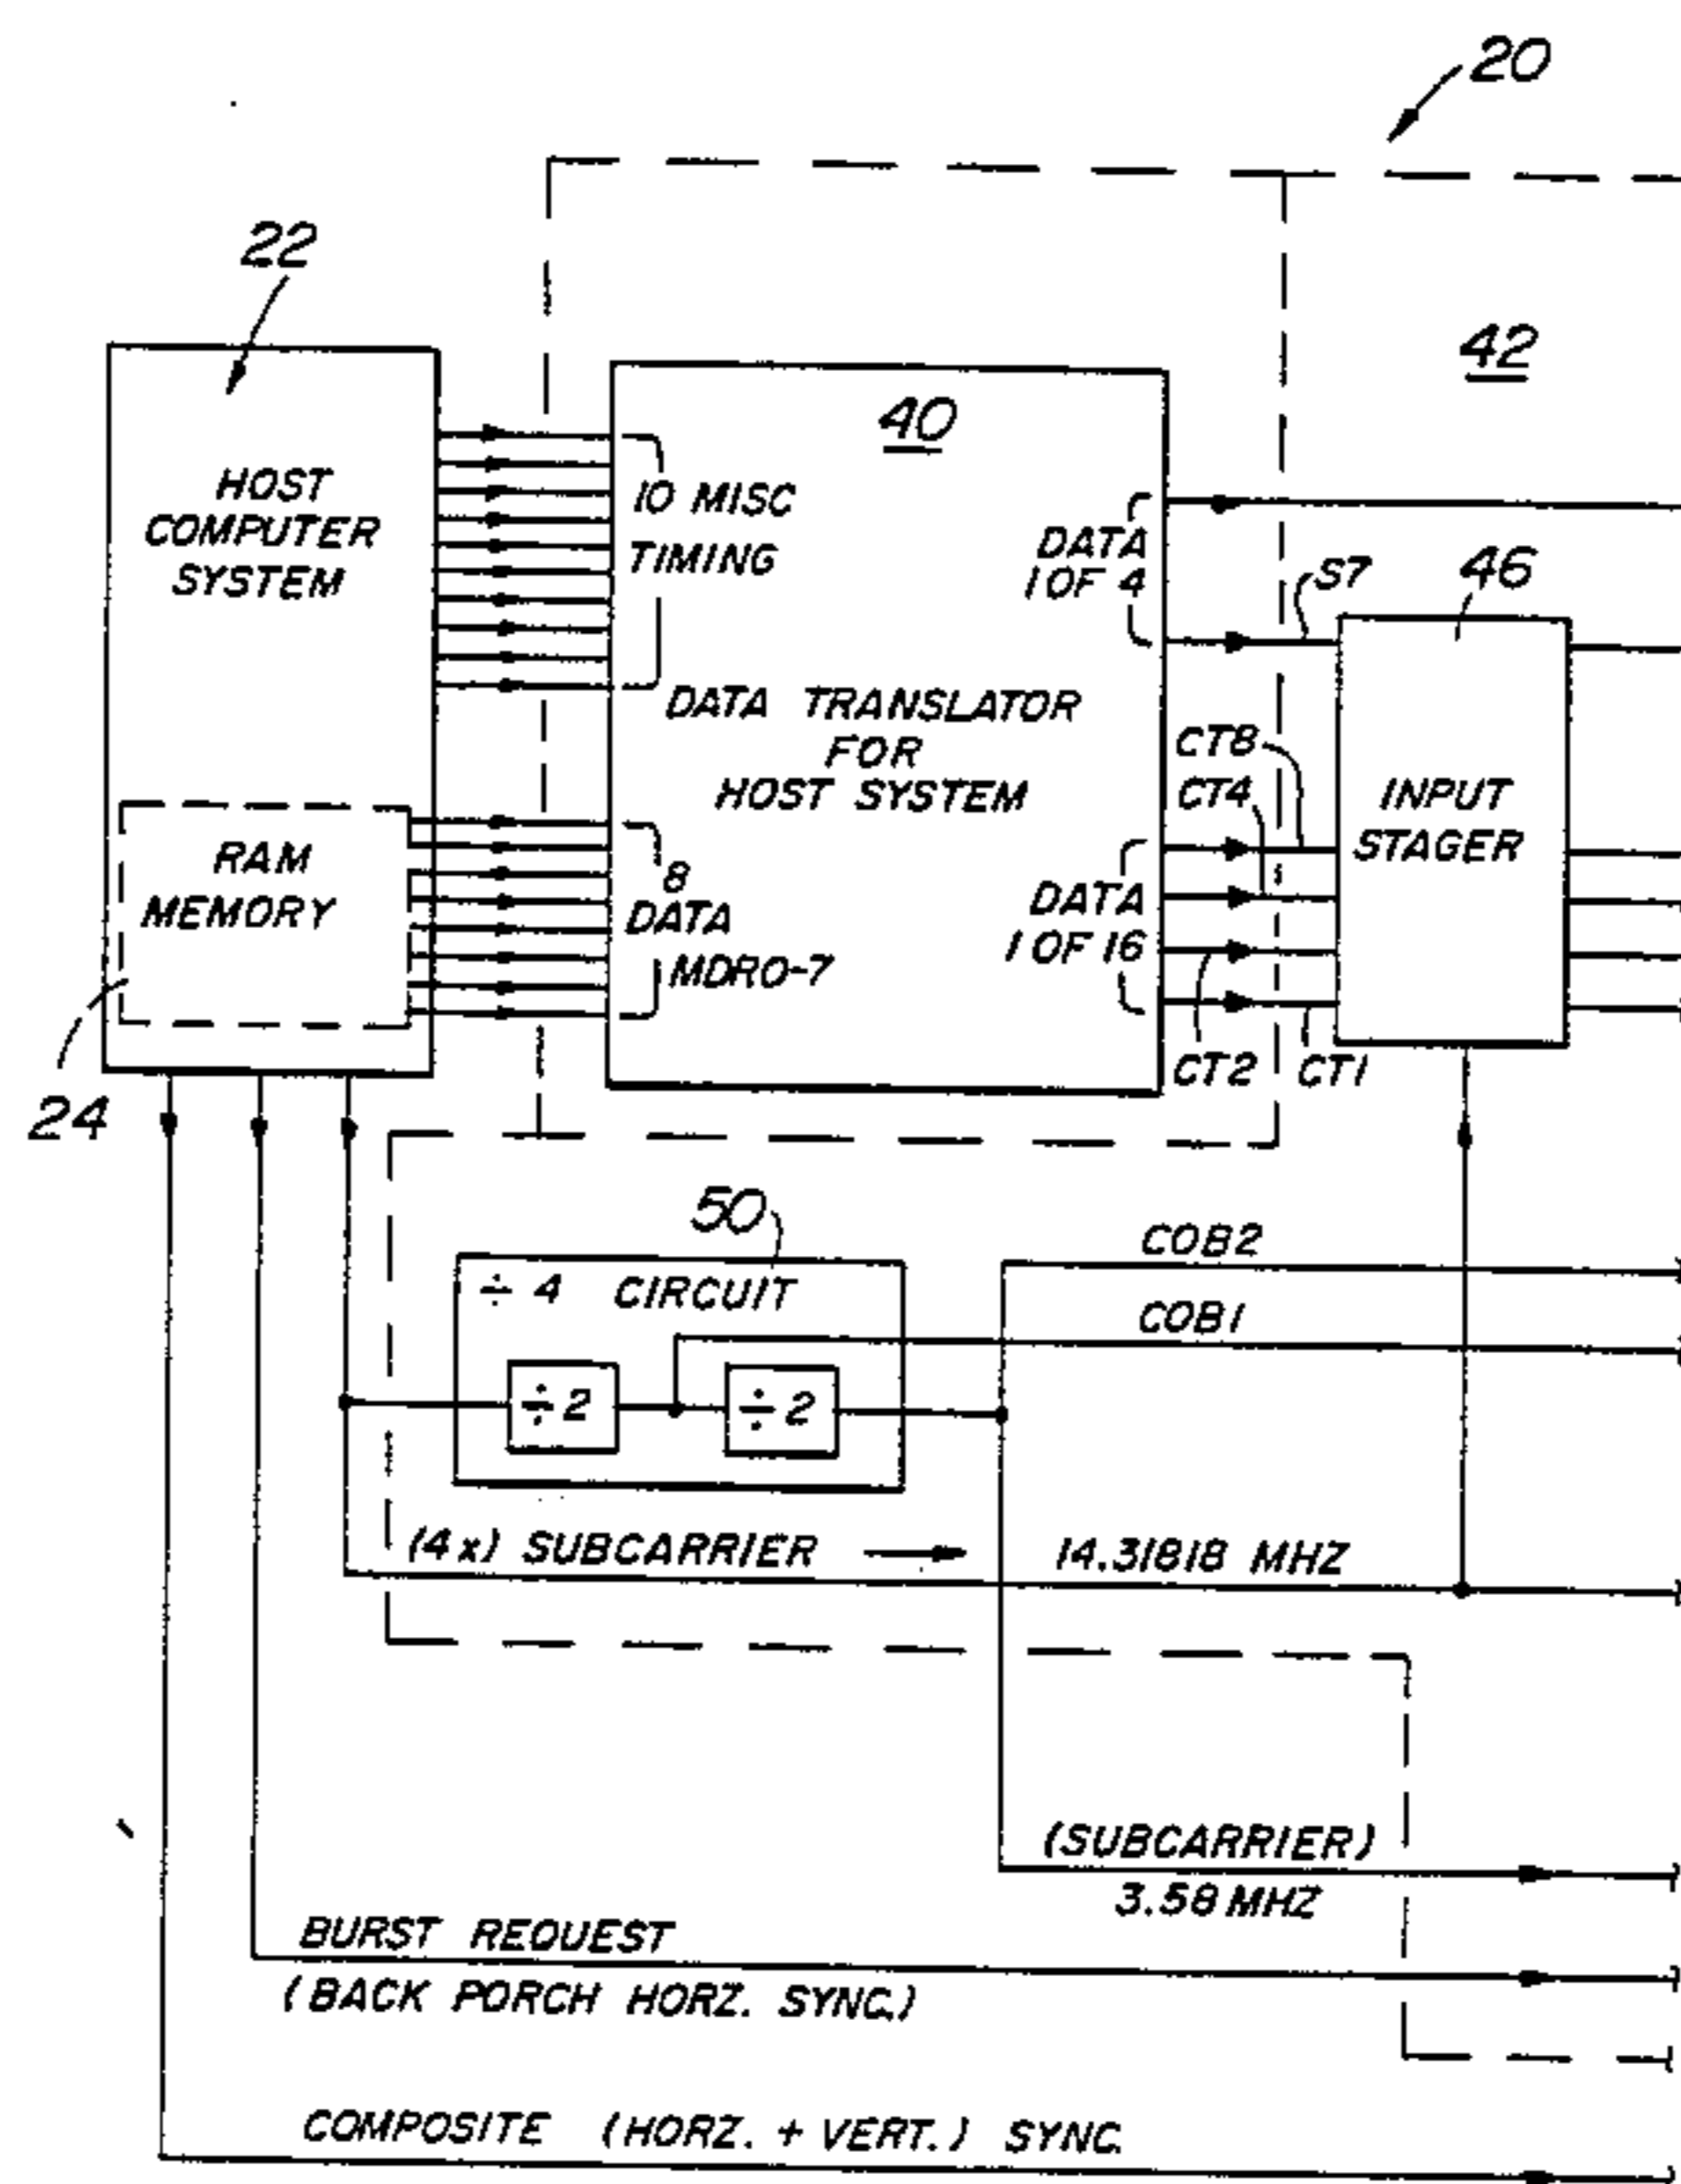 20
22
42
40
HOST
COMPUTER
SYSTEM
10 MISC
TIMING
DATA
1 OF 4
S7
46
DATA TRANSLATOR
FOR
HOST SYSTEM
CT8
CT4
INPUT
STAGER
RAM
MEMORY
8
DATA
MDRO-7
DATA
1 OF 16
CT2
CT1
24
50
÷ 4 CIRCUIT
COB2
COB1
÷2
÷2
(4x) SUBCARRIER → 14.31818 MHZ
(SUBCARRIER)
3.58 MHZ
BURST REQUEST
(BACK PORCH HORZ. SYNC.)
COMPOSITE (HORZ. + VERT.) SYNC.